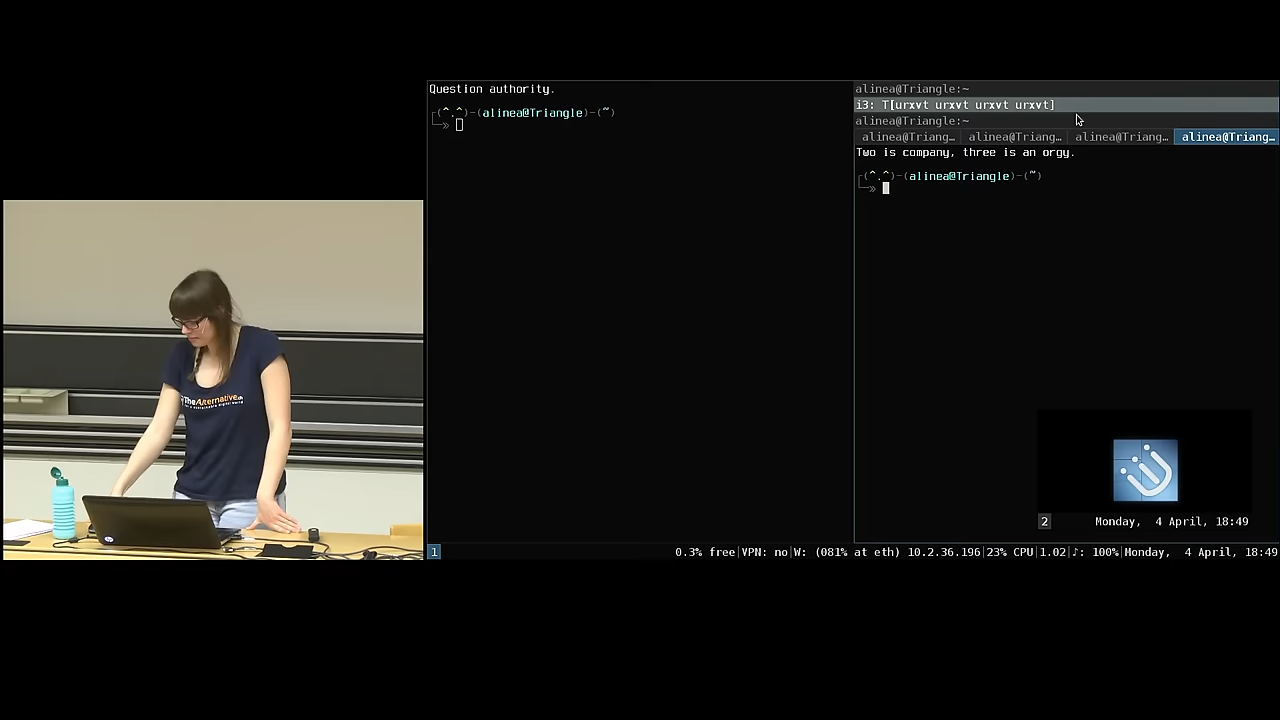 TheAlternative.ch
Question authority.
┌(^.^)-(alinea@Triangle)-(~)
└─»
alinea@Triangle:~
i3: T[urxvt urxvt urxvt urxvt]
alinea@Triangle:~
alinea@Triang… alinea@Triang… alinea@Triang… alinea@Triang…
Two is company, three is an orgy.
┌(^.^)-(alinea@Triangle)-(~)
└─»
2 Monday, 4 April, 18:49
1 0.3% free|VPN: no|W: (081% at eth) 10.2.36.196|23% CPU|1.02|♪: 100%|Monday, 4 April, 18:49